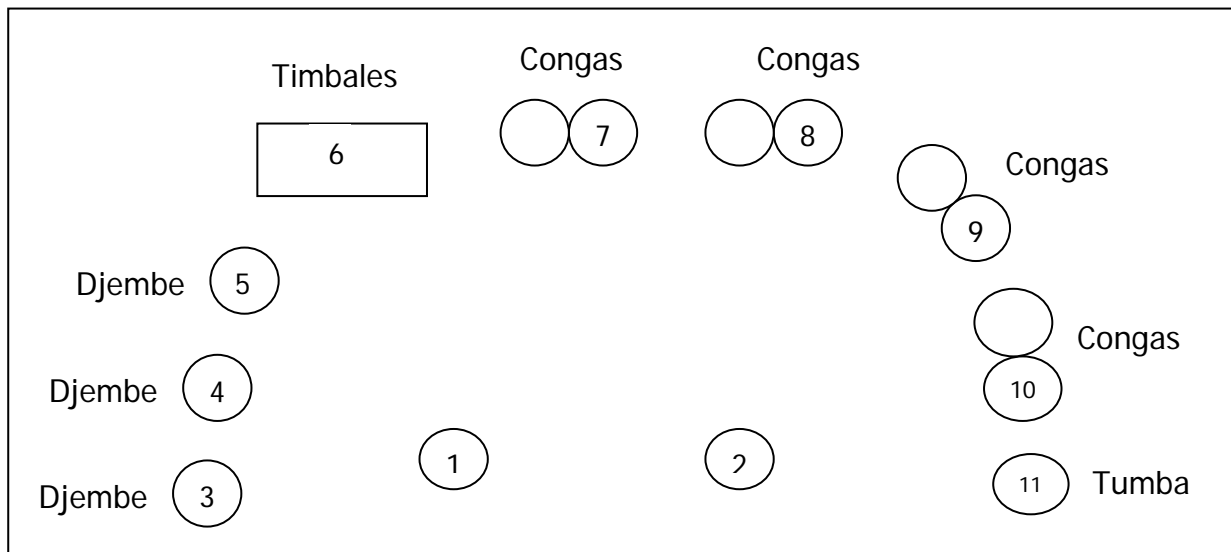 Timbales
Congas
Congas
6
7
8
Congas
9
Djembe
5
Congas
Djembe
4
10
1
2
Djembe
3
11
Tumba